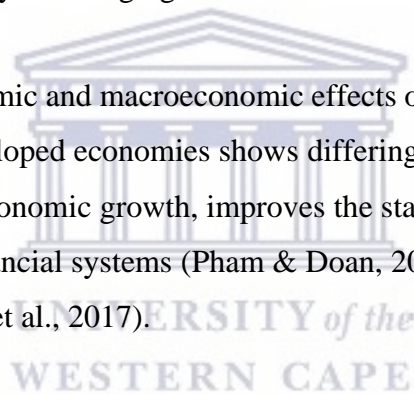 mic and macroeconomic effects o
loped economies shows differing
onomic growth, improves the sta
ancial systems (Pham & Doan, 20
et al., 2017).
UNIVERSITY of the
WESTERN CAPE